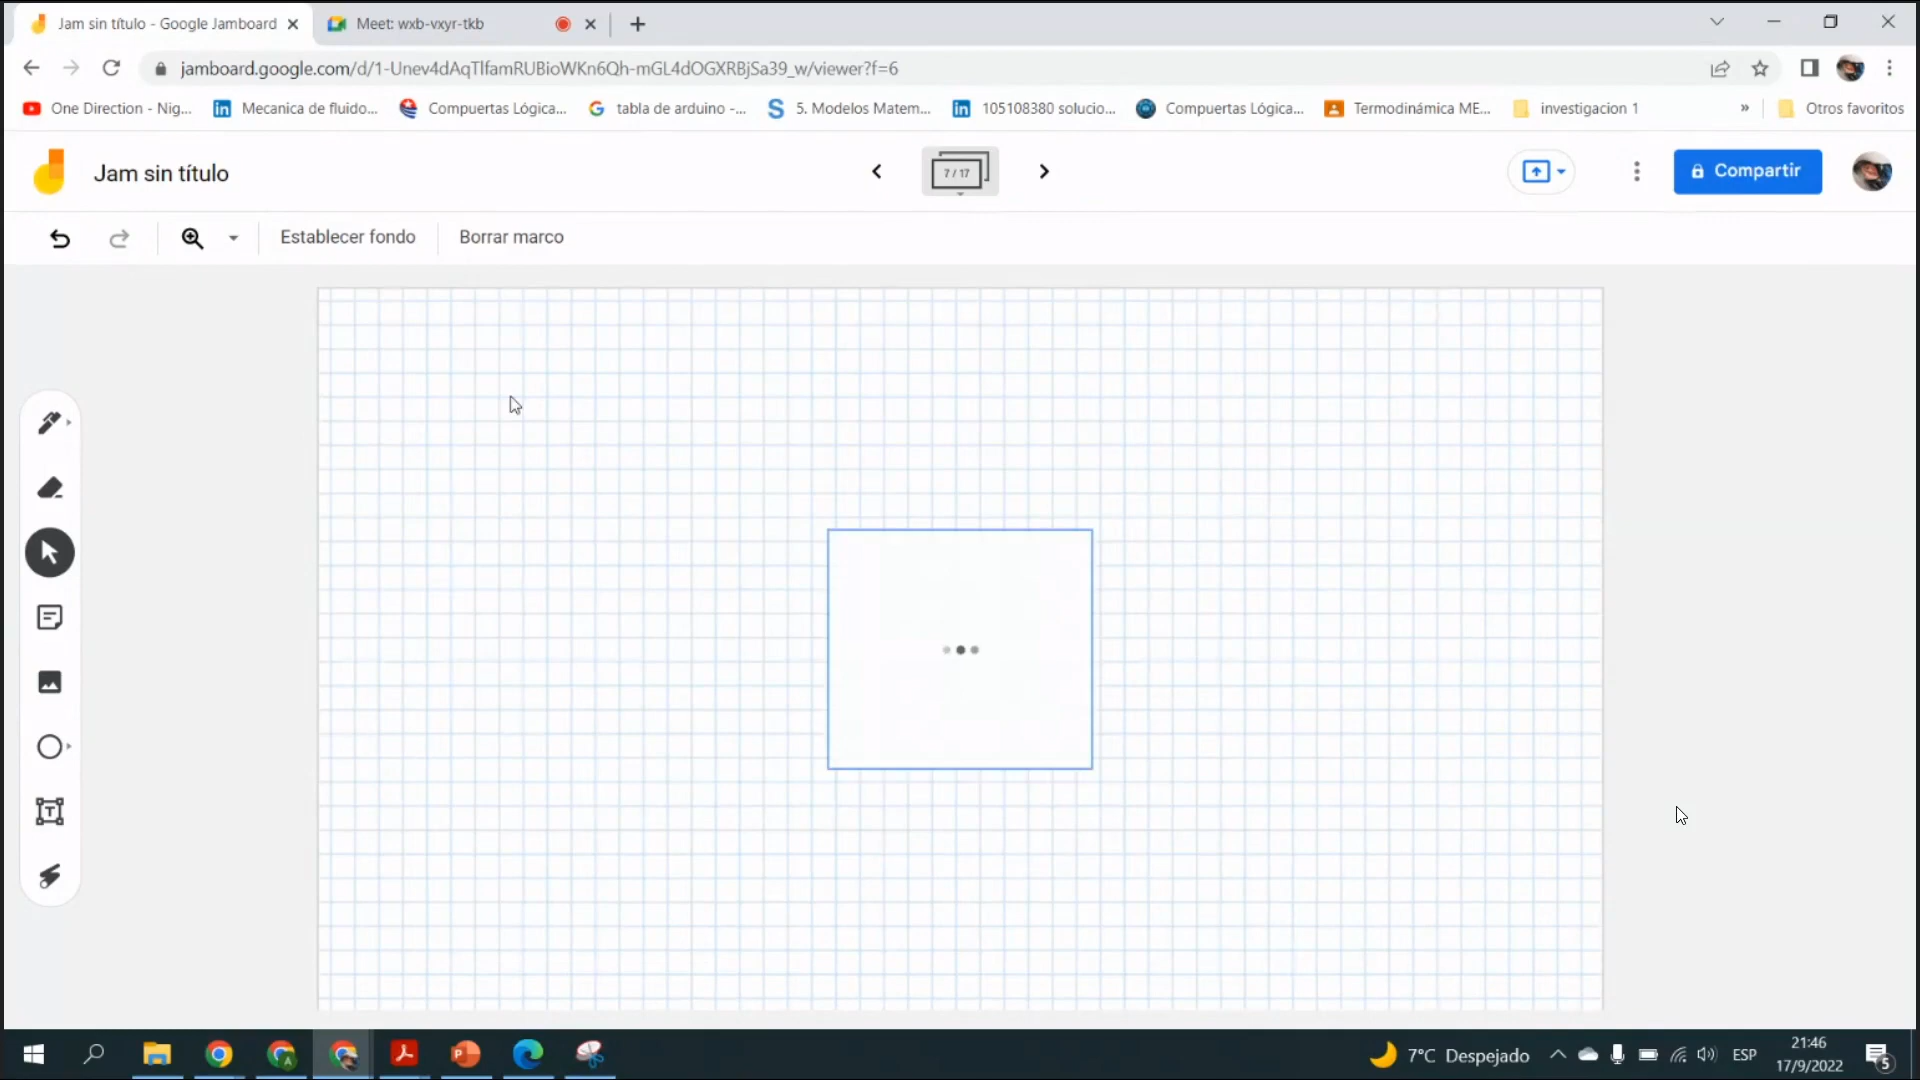 Jam sin título - Google Jamboard
Meet: wxb-vxyr-tkb
jamboard.google.com/d/1-Unev4dAqTlfamRUBioWKn6Qh-mGL4dOGXRBjSa39_w/viewer?f=6
One Direction - Nig...
Mecanica de fluido...
Compuertas Lógica...
tabla de arduino -...
5. Modelos Matem...
105108380 solucio...
Compuertas Lógica...
Termodinámica ME...
investigacion 1
»
Otros favoritos
Jam sin título
7 / 17
Compartir
Establecer fondo
Borrar marco
7°C Despejado
ESP
21:46
17/9/2022
5